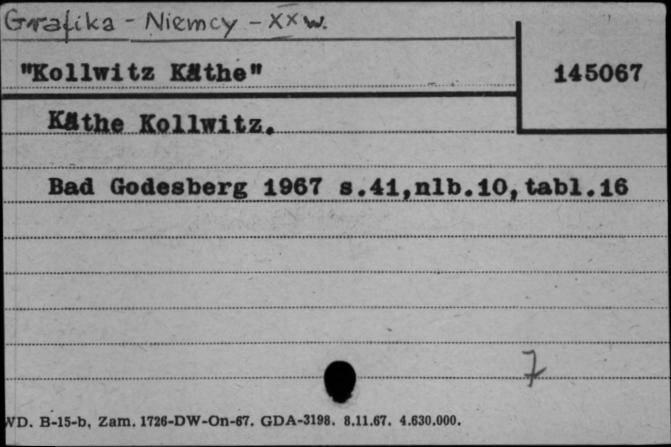 Grafika - Niemcy - XX w.
"Kollwitz Käthe"
145067
Käthe Kollwitz.
Bad Godesberg 1967 s.41,nlb.10,tabl.16
7
WD. B-15-b, Zam. 1726-DW-On-67. GDA-3198. 8.11.67. 4.630.000.